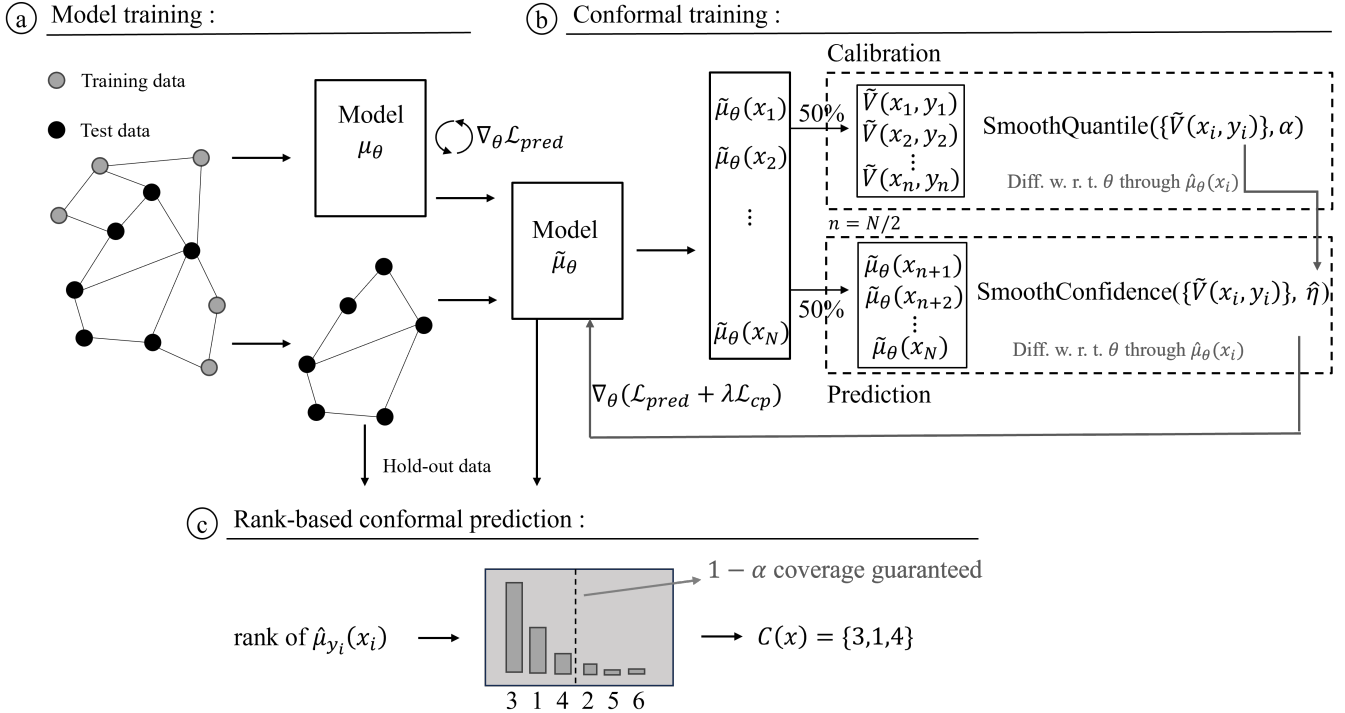 a Model training :
Training data
Test data
Model
μ_θ
∇_θ ℒ_pred
Model
μ̃_θ
Hold-out data
b Conformal training :
Calibration
μ̃_θ(x_1)
μ̃_θ(x_2)
⋮
μ̃_θ(x_N)
50%
Ṽ(x_1, y_1)
Ṽ(x_2, y_2)
⋮
Ṽ(x_n, y_n)
SmoothQuantile({Ṽ(x_i, y_i)}, α)
Diff. w. r. t. θ through μ̂_θ(x_i)
n = N/2
50%
μ̃_θ(x_{n+1})
μ̃_θ(x_{n+2})
⋮
μ̃_θ(x_N)
SmoothConfidence({Ṽ(x_i, y_i)}, η̂)
Diff. w. r. t. θ through μ̂_θ(x_i)
Prediction
∇_θ(ℒ_pred + λℒ_cp)
c Rank-based conformal prediction :
1 − α coverage guaranteed
rank of μ̂_{y_i}(x_i)
C(x) = {3,1,4}
3 1 4 2 5 6